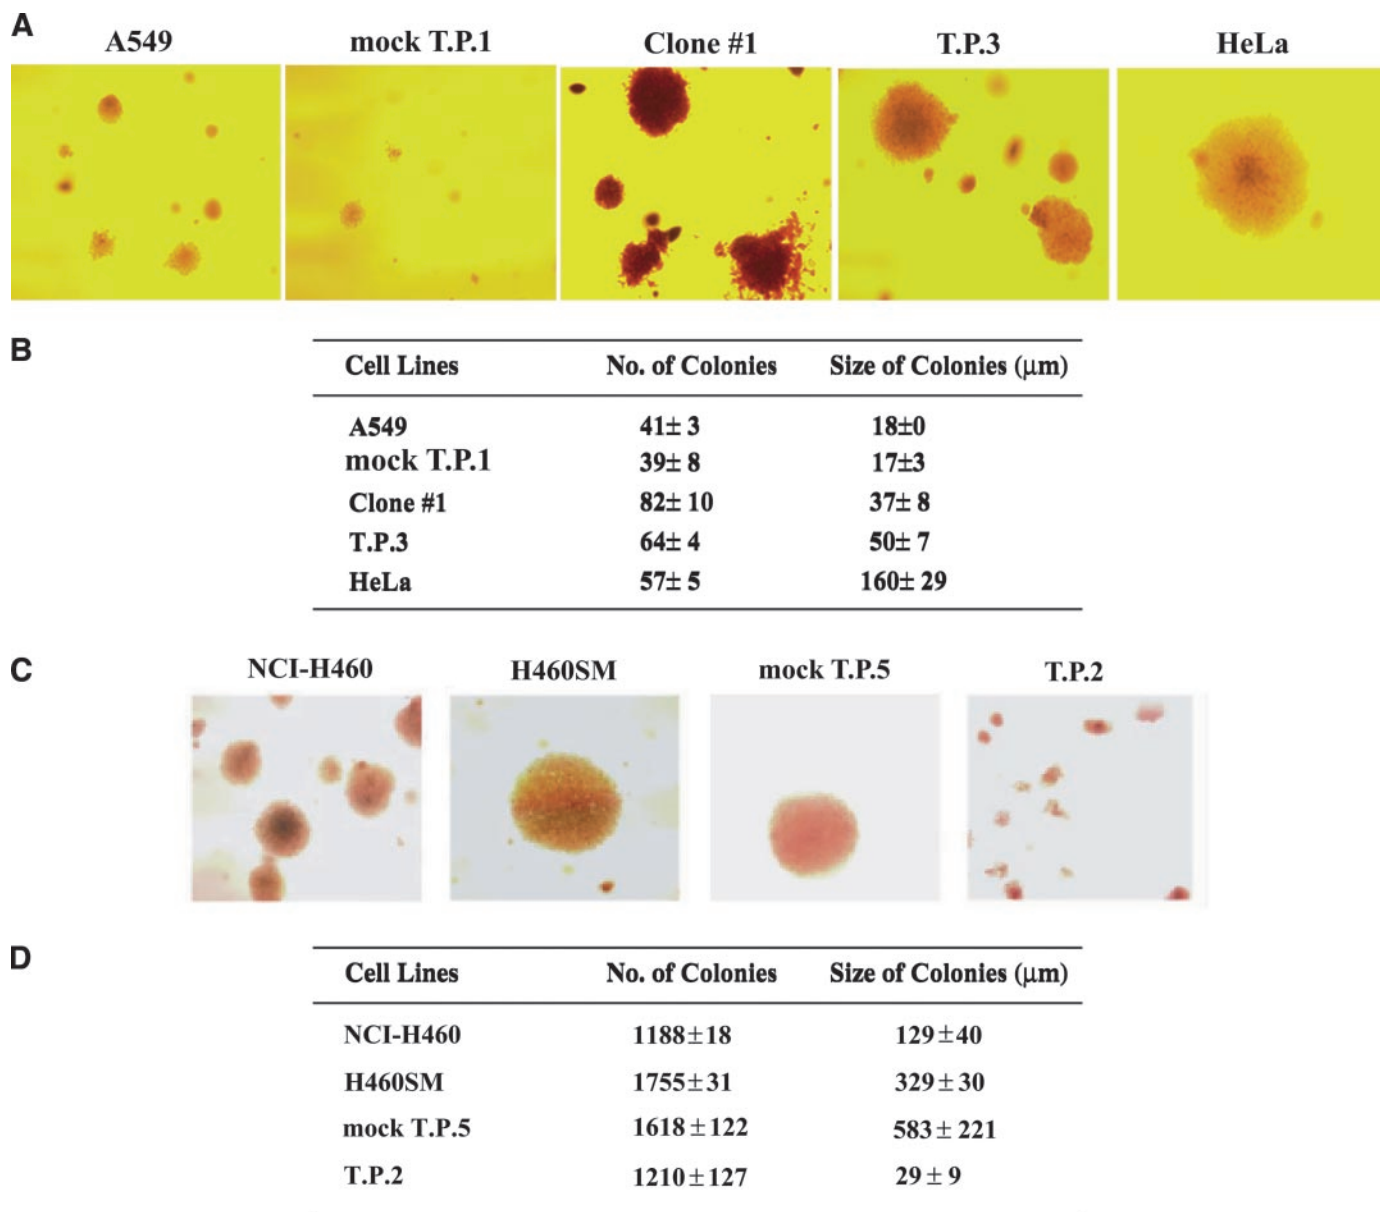 A
A549 mock T.P.1 Clone #1 T.P.3 HeLa
B
Cell Lines No. of Colonies Size of Colonies (μm)
A549 41± 3 18±0
mock T.P.1 39± 8 17±3
Clone #1 82± 10 37± 8
T.P.3 64± 4 50± 7
HeLa 57± 5 160± 29
C
NCI-H460 H460SM mock T.P.5 T.P.2
D
Cell Lines No. of Colonies Size of Colonies (μm)
NCI-H460 1188±18 129±40
H460SM 1755±31 329±30
mock T.P.5 1618±122 583±221
T.P.2 1210±127 29±9